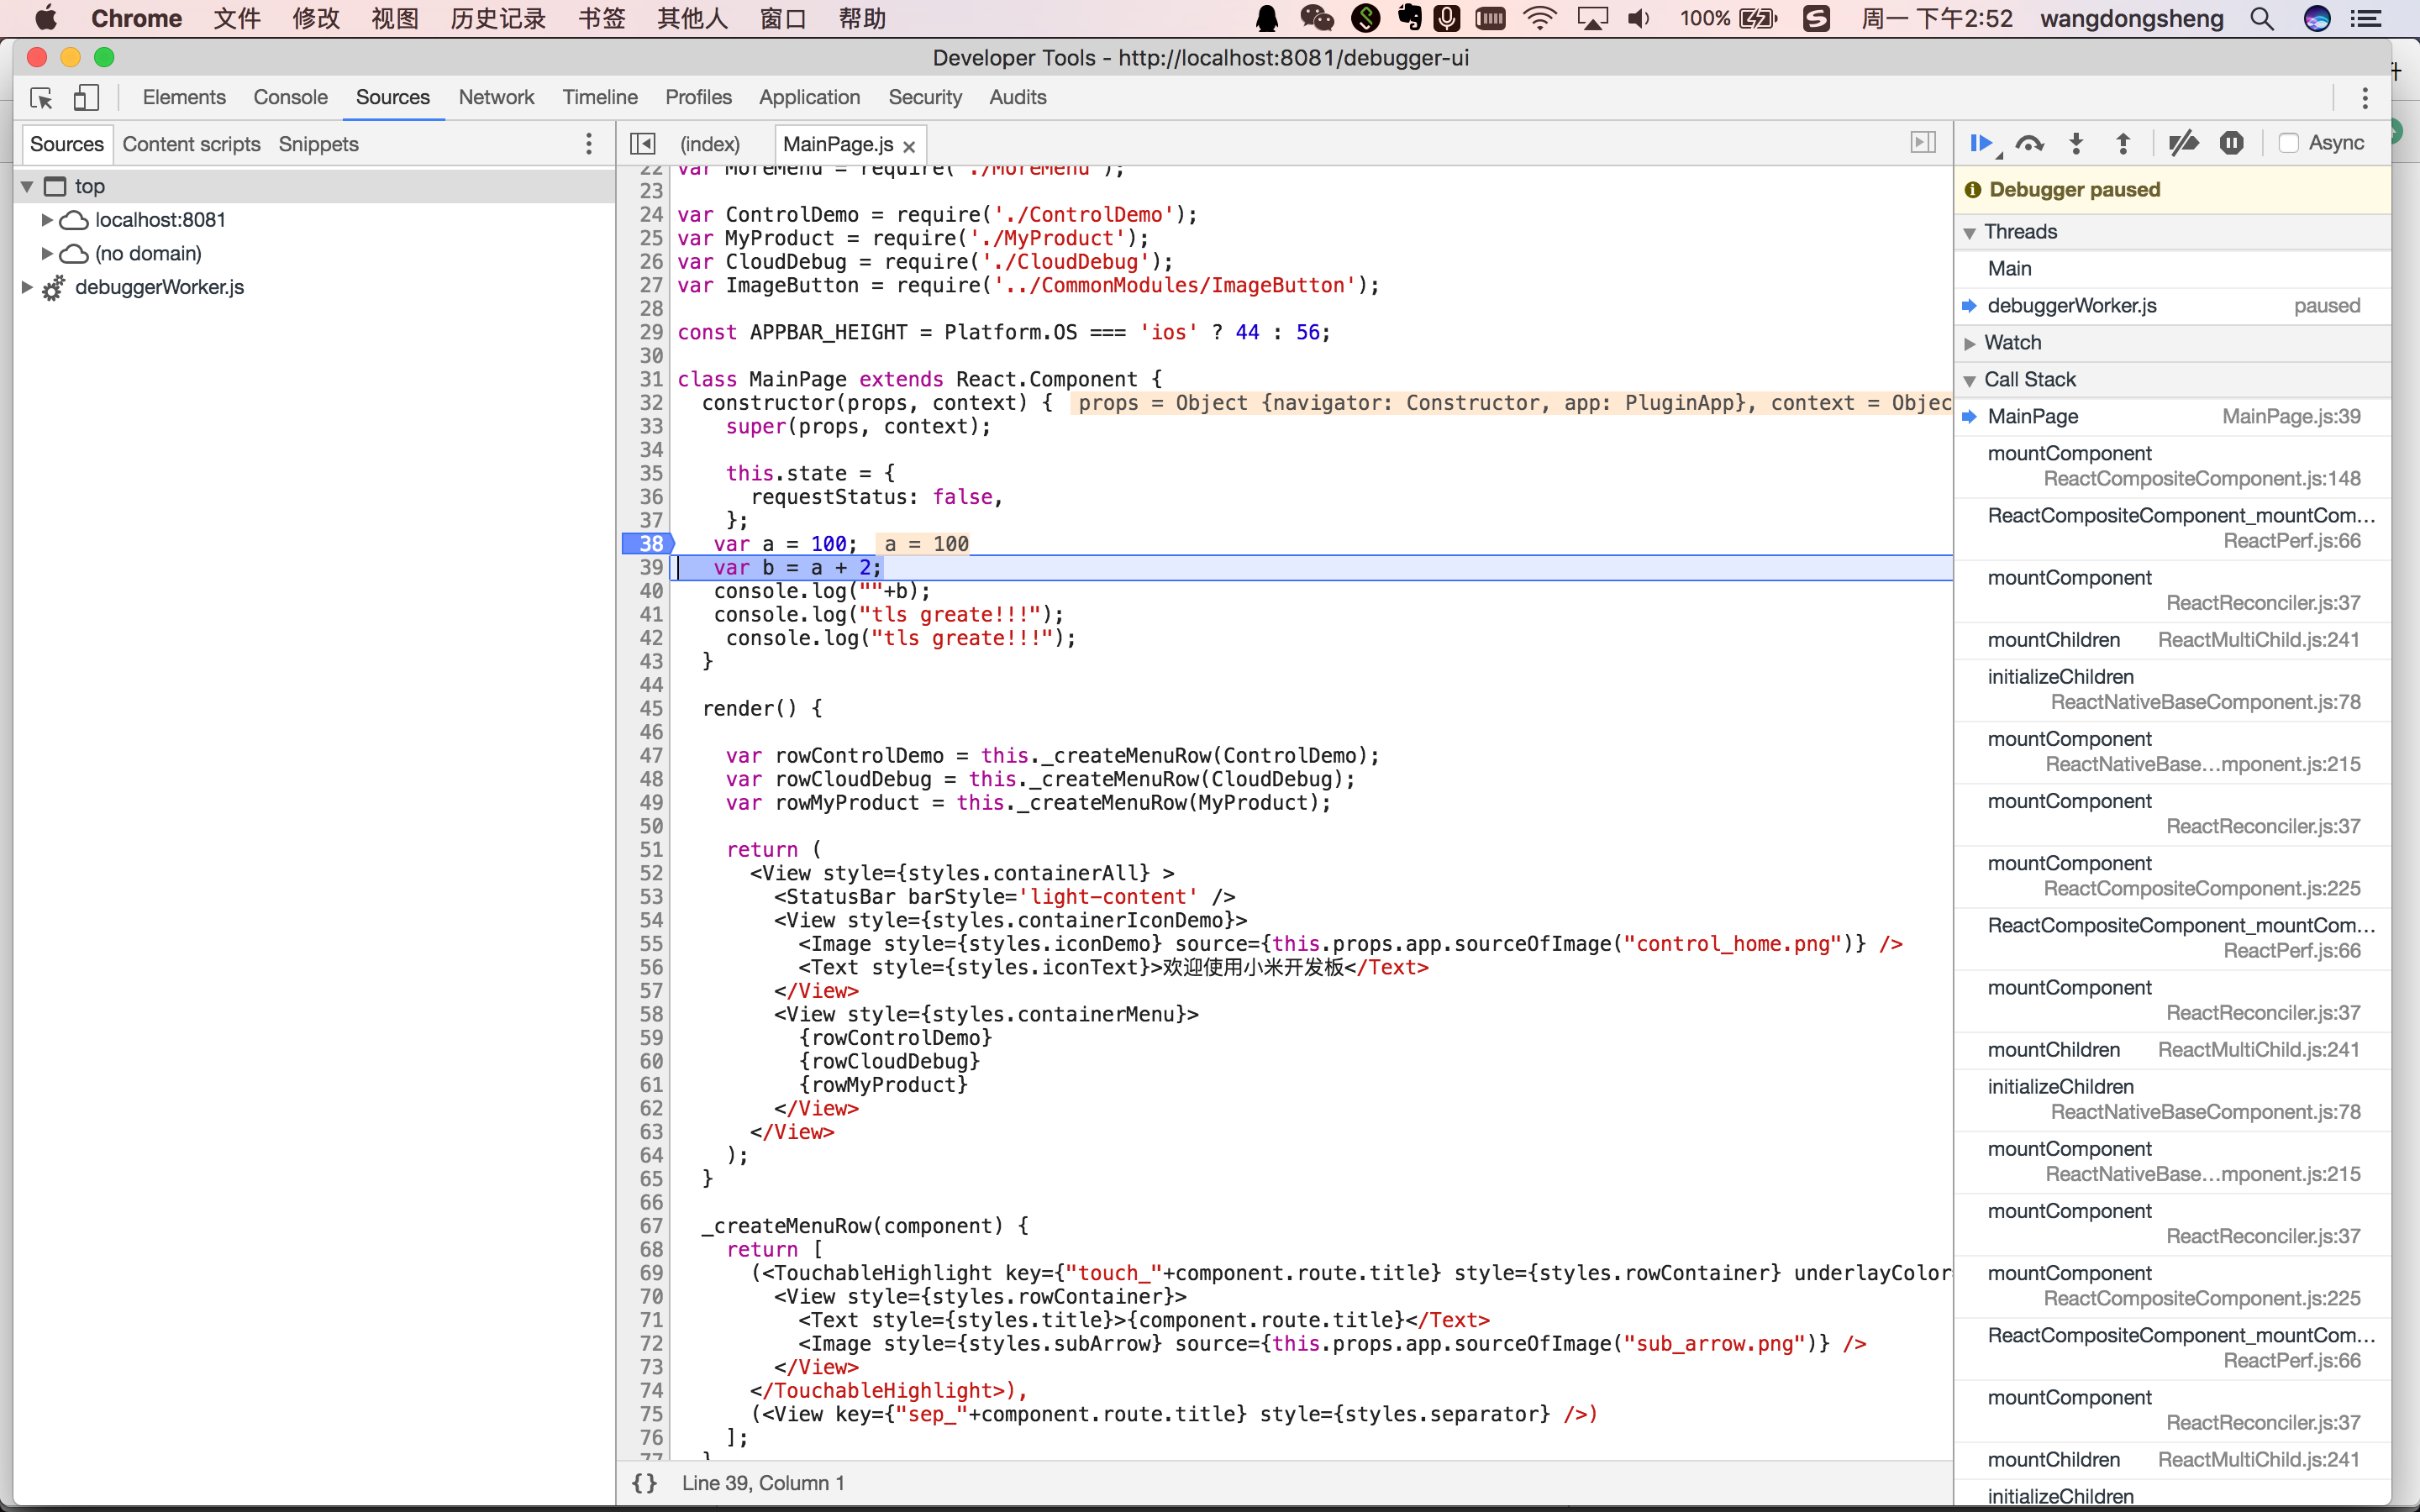 Chrome 文件 修改 视图 历史记录 书签 其他人 窗口 帮助 100% 周一 下午2:52 wangdongsheng
Developer Tools - http://localhost:8081/debugger-ui
Elements Console Sources Network Timeline Profiles Application Security Audits
Sources Content scripts Snippets
top
localhost:8081
(no domain)
debuggerWorker.js
(index) MainPage.js ×
22 var MoreMenu = require('./MoreMenu');
23
24 var ControlDemo = require('./ControlDemo');
25 var MyProduct = require('./MyProduct');
26 var CloudDebug = require('./CloudDebug');
27 var ImageButton = require('../CommonModules/ImageButton');
28
29 const APPBAR_HEIGHT = Platform.OS === 'ios' ? 44 : 56;
30
31 class MainPage extends React.Component {
32 constructor(props, context) { props = Object {navigator: Constructor, app: PluginApp}, context = Objec
33 super(props, context);
34
35 this.state = {
36 requestStatus: false,
37 };
38 var a = 100; a = 100
39 var b = a + 2;
40 console.log(""+b);
41 console.log("tls greate!!!");
42 console.log("tls greate!!!");
43 }
44
45 render() {
46
47 var rowControlDemo = this._createMenuRow(ControlDemo);
48 var rowCloudDebug = this._createMenuRow(CloudDebug);
49 var rowMyProduct = this._createMenuRow(MyProduct);
50
51 return (
52 <View style={styles.containerAll} >
53 <StatusBar barStyle='light-content' />
54 <View style={styles.containerIconDemo}>
55 <Image style={styles.iconDemo} source={this.props.app.sourceOfImage("control_home.png")} />
56 <Text style={styles.iconText}>欢迎使用小米开发板</Text>
57 </View>
58 <View style={styles.containerMenu}>
59 {rowControlDemo}
60 {rowCloudDebug}
61 {rowMyProduct}
62 </View>
63 </View>
64 );
65 }
66
67 _createMenuRow(component) {
68 return [
69 (<TouchableHighlight key={"touch_"+component.route.title} style={styles.rowContainer} underlayColor
70 <View style={styles.rowContainer}>
71 <Text style={styles.title}>{component.route.title}</Text>
72 <Image style={styles.subArrow} source={this.props.app.sourceOfImage("sub_arrow.png")} />
73 </View>
74 </TouchableHighlight>),
75 (<View key={"sep_"+component.route.title} style={styles.separator} />)
76 ];
77 }
{} Line 39, Column 1
Async
Debugger paused
Threads
Main
debuggerWorker.js paused
Watch
Call Stack
MainPage MainPage.js:39
mountComponent
ReactCompositeComponent.js:148
ReactCompositeComponent_mountCom…
ReactPerf.js:66
mountComponent
ReactReconciler.js:37
mountChildren ReactMultiChild.js:241
initializeChildren
ReactNativeBaseComponent.js:78
mountComponent
ReactNativeBase…mponent.js:215
mountComponent
ReactReconciler.js:37
mountComponent
ReactCompositeComponent.js:225
ReactCompositeComponent_mountCom…
ReactPerf.js:66
mountComponent
ReactReconciler.js:37
mountChildren ReactMultiChild.js:241
initializeChildren
ReactNativeBaseComponent.js:78
mountComponent
ReactNativeBase…mponent.js:215
mountComponent
ReactReconciler.js:37
mountComponent
ReactCompositeComponent.js:225
ReactCompositeComponent_mountCom…
ReactPerf.js:66
mountComponent
ReactReconciler.js:37
mountChildren ReactMultiChild.js:241
initializeChildren